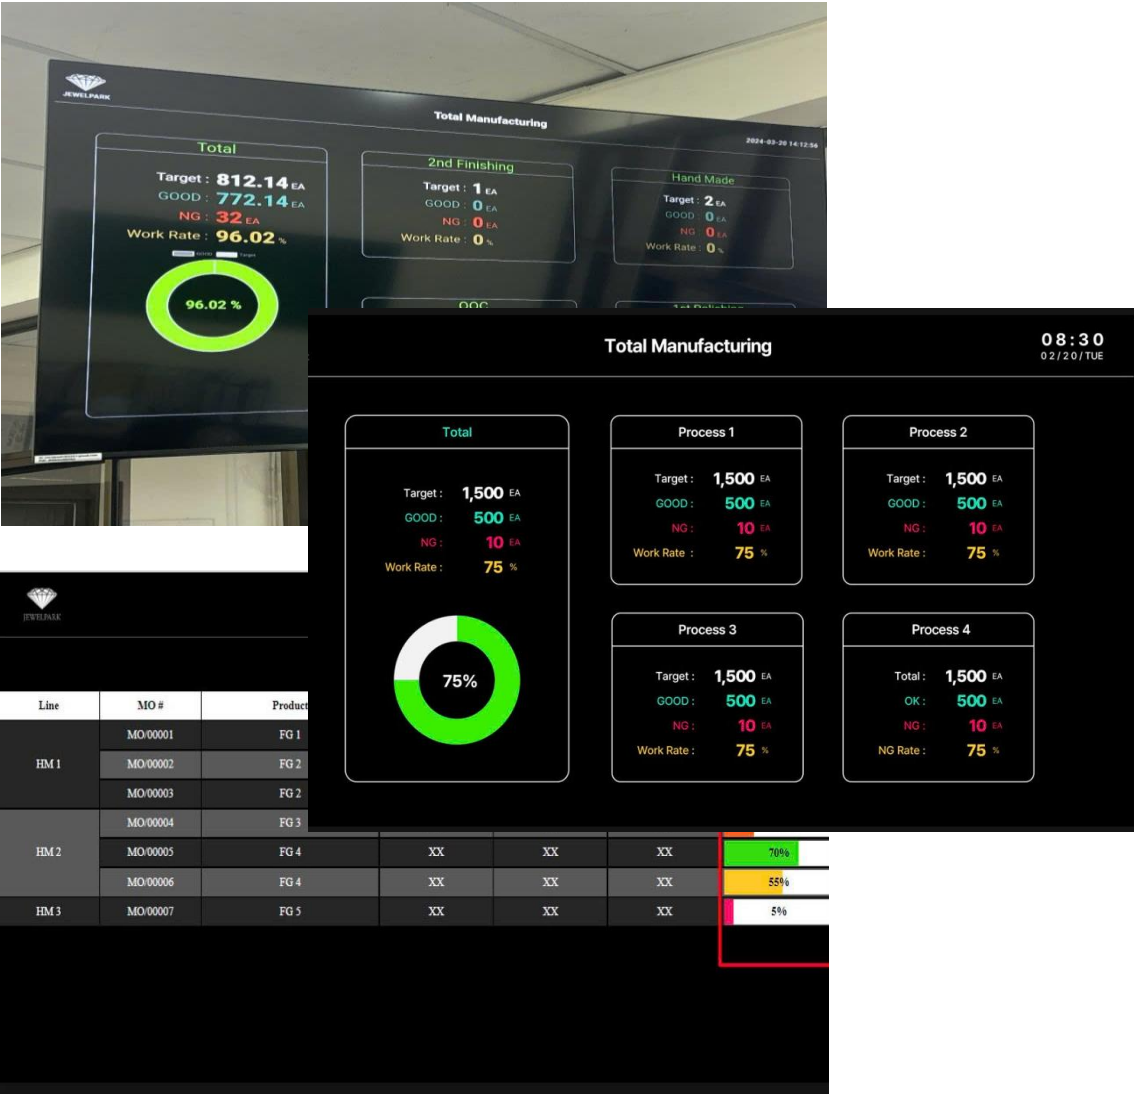 JEWELPARK
Total Manufacturing
2024-03-20 14:12:56
Total
Target : 812.14 EA
GOOD : 772.14 EA
NG : 32 EA
Work Rate : 96.02 %
GOOD Target
96.02 %
2nd Finishing
Target : 1 EA
GOOD : 0 EA
NG : 0 EA
Work Rate : 0 %
Hand Made
Target : 2 EA
GOOD : 0 EA
NG : 0 EA
Work Rate : 0 %
OQC
1st Polishing
Total Manufacturing
08:30
02/20/TUE
Total
Target : 1,500 EA
GOOD : 500 EA
NG : 10 EA
Work Rate : 75 %
75%
Process 1
Target : 1,500 EA
GOOD : 500 EA
NG : 10 EA
Work Rate : 75 %
Process 2
Target : 1,500 EA
GOOD : 500 EA
NG : 10 EA
Work Rate : 75 %
Process 3
Target : 1,500 EA
GOOD : 500 EA
NG : 10 EA
Work Rate : 75 %
Process 4
Total : 1,500 EA
OK : 500 EA
NG : 10 EA
NG Rate : 75 %
JEWELPARK
Line MO # Product
HM 1
MO/00001 FG 1
MO/00002 FG 2
MO/00003 FG 2
HM 2
MO/00004 FG 3
MO/00005 FG 4 XX XX XX 70%
MO/00006 FG 4 XX XX XX 55%
HM 3 MO/00007 FG 5 XX XX XX 5%